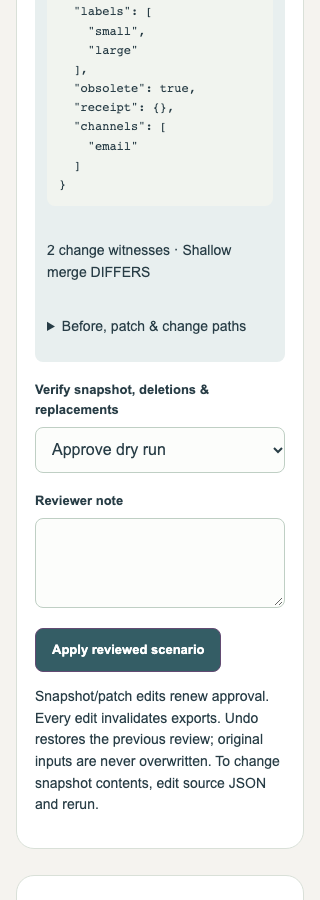 "labels": [
"small",
"large"
],
"obsolete": true,
"receipt": {},
"channels": [
"email"
]
}
2 change witnesses · Shallow
merge DIFFERS
▶ Before, patch & change paths
Verify snapshot, deletions &
replacements
Approve dry run
Reviewer note
Apply reviewed scenario
Snapshot/patch edits renew approval.
Every edit invalidates exports. Undo
restores the previous review; original
inputs are never overwritten. To change
snapshot contents, edit source JSON
and rerun.